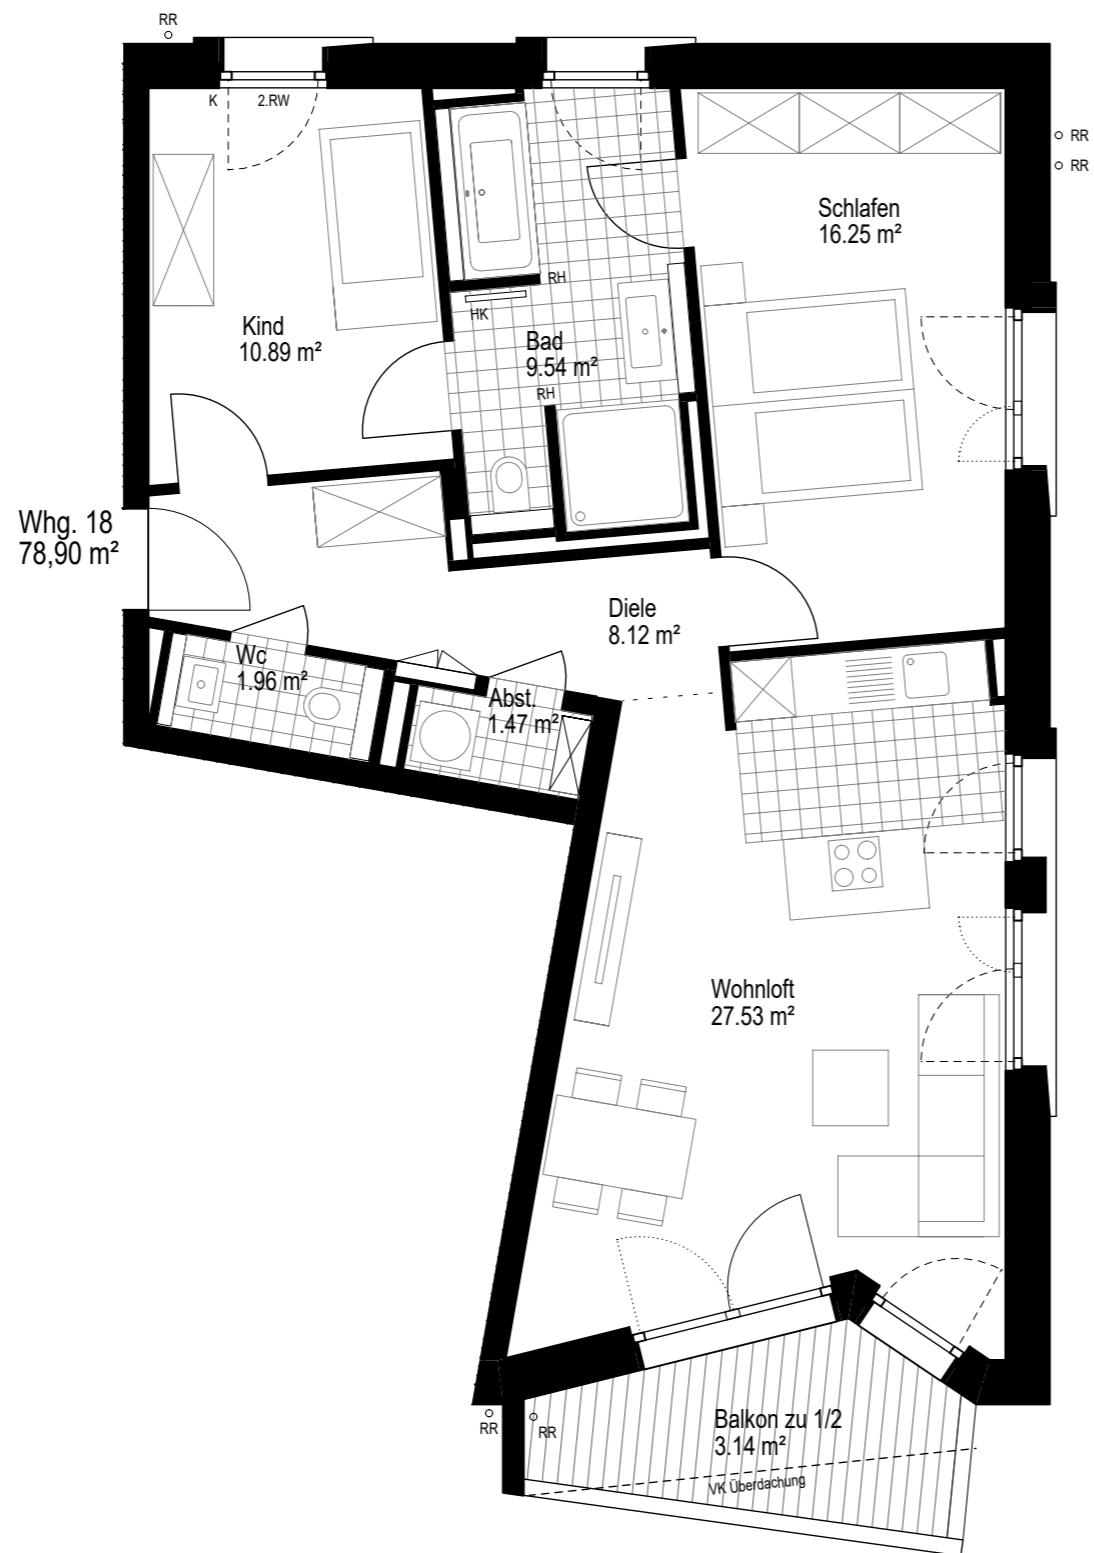 RR
K
2.RW
RR
RR
Schlafen
16.25 m²
RH
HK
Kind
10.89 m²
Bad
9.54 m²
RH
Whg. 18
78,90 m²
Diele
8.12 m²
Wc
1.96 m²
Abst.
1.47 m²
Wohnloft
27.53 m²
RR
RR
Balkon zu 1/2
3.14 m²
VK Überdachung